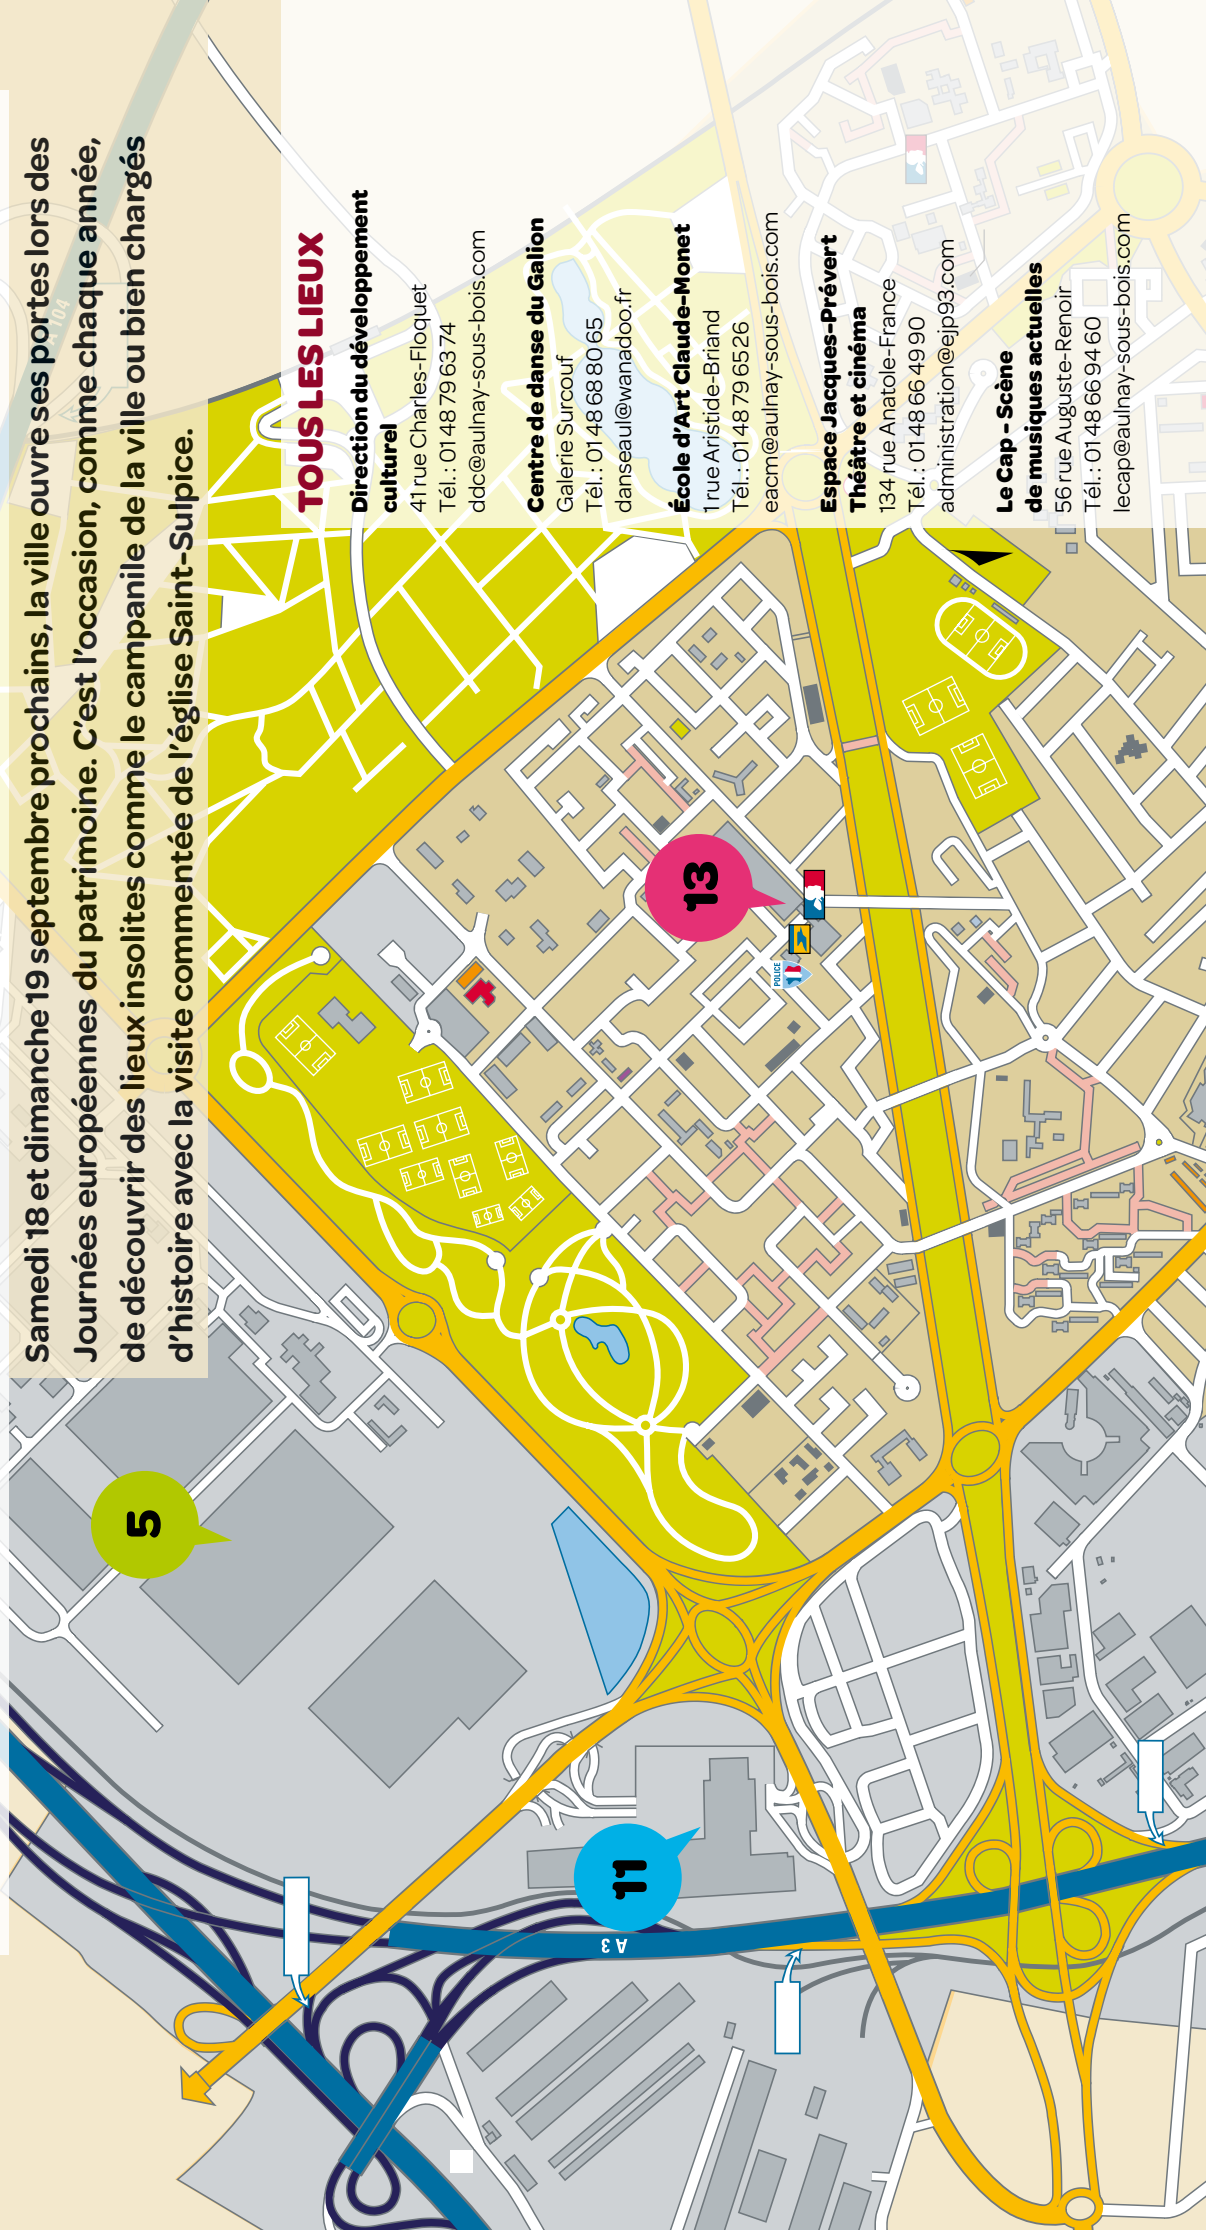 Samedi 18 et dimanche 19 septembre prochains, la ville ouvre ses portes lors des
Journées européennes du patrimoine. C'est l'occasion, comme chaque année,
de découvrir des lieux insolites comme le campanile de la ville ou bien chargés
d'histoire avec la visite commentée de l'église Saint-Sulpice.
TOUS LES LIEUX
Direction du développement
culturel
41 rue Charles-Floquet
Tél. : 01 48 79 63 74
ddc@aulnay-sous-bois.com
Centre de danse du Galion
Galerie Surcouf
Tél. : 01 48 68 80 65
danseaul@wanadoo.fr
École d'Art Claude-Monet
1 rue Aristide-Briand
Tél. : 01 48 79 65 26
eacm@aulnay-sous-bois.com
Espace Jacques-Prévert
Théâtre et cinéma
134 rue Anatole-France
Tél. : 01 48 66 49 90
administration@ejp93.com
Le Cap - Scène
de musiques actuelles
56 rue Auguste-Renoir
Tél. : 01 48 66 94 60
lecap@aulnay-sous-bois.com
A 104
5
13
POLICE
11
A 3